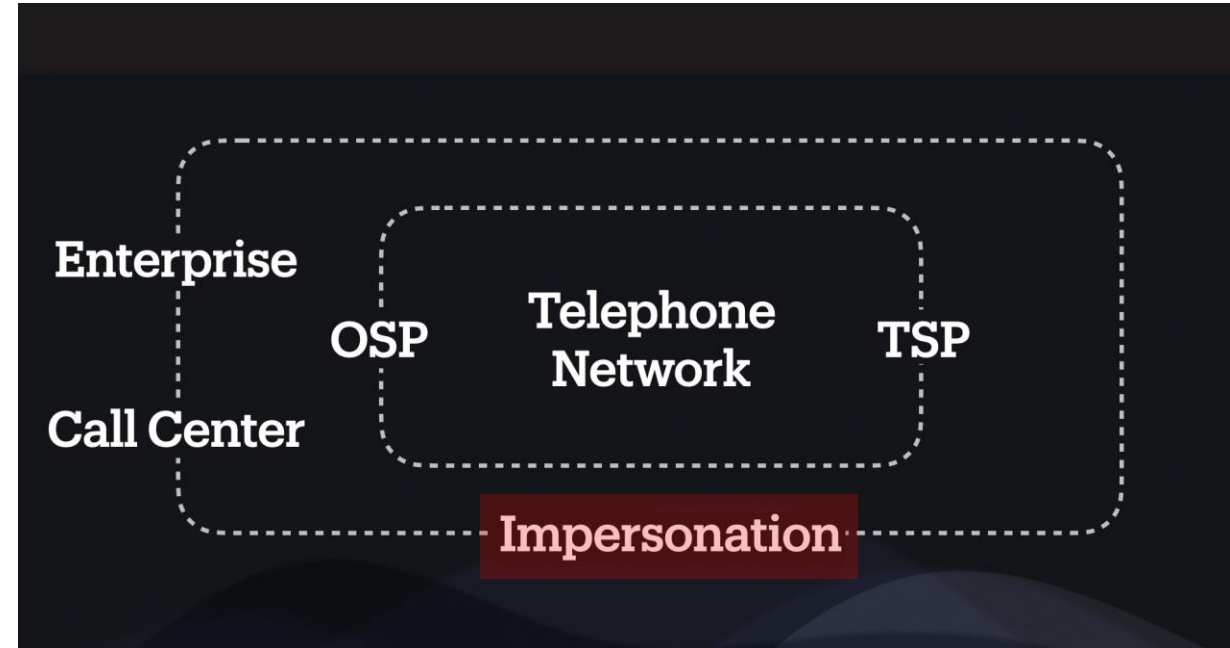 Enterprise
OSP
Telephone
Network
TSP
Call Center
Impersonation